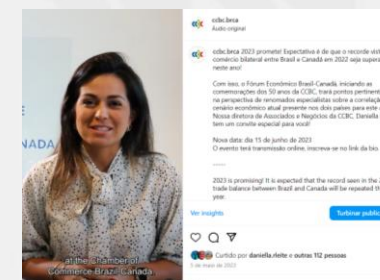 ccbc.brca
Áudio original
ccbc.brca 2023 promete! Expectativa é de que o recorde visto
comércio bilateral entre Brasil e Canadá em 2022 seja supera
neste ano!
Com isso, o Fórum Econômico Brasil-Canadá, iniciando as
comemorações dos 50 anos da CCBC, trará pontos pertinent
na perspectiva de renomados especialistas sobre a correlaçã
cenário econômico atual presente nos dois países para este
Nossa diretora de Associados e Negócios da CCBC, Daniella
tem um convite especial para você!
Nova data: dia 15 de junho de 2023
O evento terá transmissão online, inscreva-se no link da bio.
-----
2023 is promising! It is expected that the record seen in the 2
trade balance between Brazil and Canada will be repeated th
year.
Ver insights
Turbinar public
Curtido por daniella.rleite e outras 112 pessoas
5 de maio de 2023
NADA
at the Chamber of
Commerce Brazil-Canada